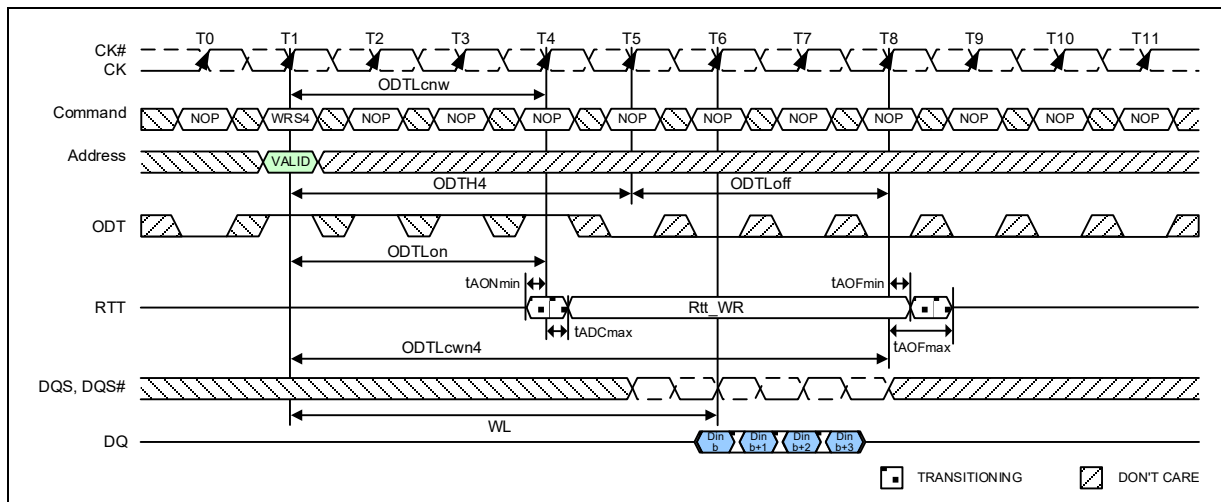 T0 T1 T2 T3 T4 T5 T6 T7 T8 T9 T10 T11
CK#
CK
ODTLcnw
Command NOP WRS4 NOP NOP NOP NOP NOP NOP NOP NOP NOP NOP
Address VALID
ODTH4 ODTLoff
ODT
ODTLon
tAONmin tAOFmin
RTT Rtt_WR
tADCmax
tAOFmax
ODTLcwn4
DQS, DQS#
WL
DQ Din b Din b+1 Din b+2 Din b+3
TRANSITIONING DON'T CARE